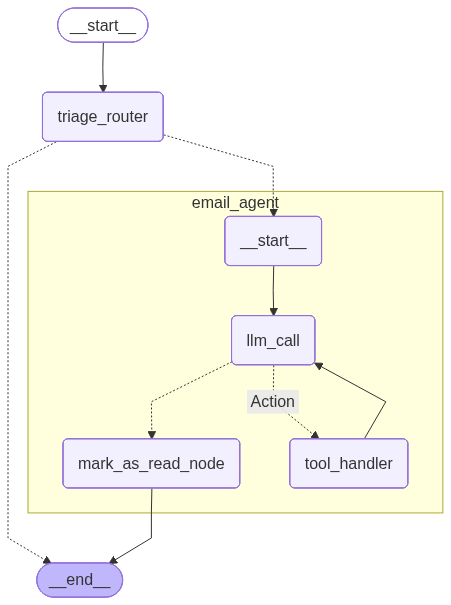 __start__
triage_router
email_agent
__start__
llm_call
Action
mark_as_read_node
tool_handler
__end__